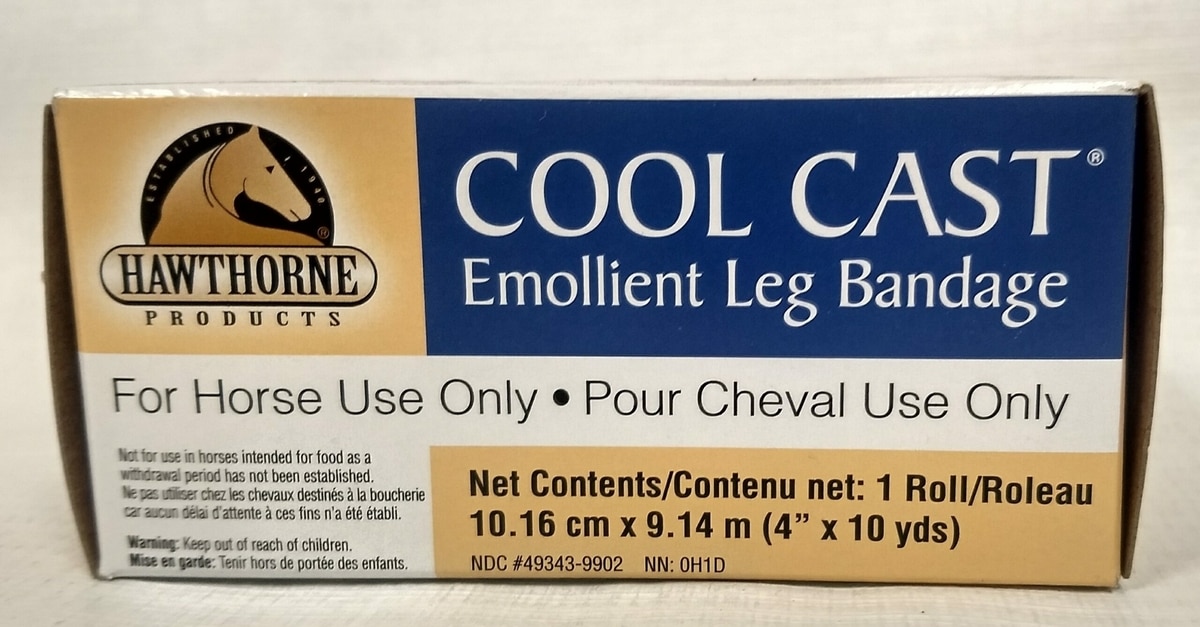 ESTABLISHED 1940
®
HAWTHORNE
PRODUCTS
COOL CAST®
Emollient Leg Bandage
For Horse Use Only • Pour Cheval Use Only
Not for use in horses intended for food as a
withdrawal period has not been established.
Ne pas utiliser chez les chevaux destinés à la boucherie
car aucun délai d'attente à ces fins n'a été établi.
Warning: Keep out of reach of children.
Mise en garde: Tenir hors de portée des enfants.
Net Contents/Contenu net: 1 Roll/Roleau
10.16 cm x 9.14 m (4” x 10 yds)
NDC #49343-9902 NN: 0H1D